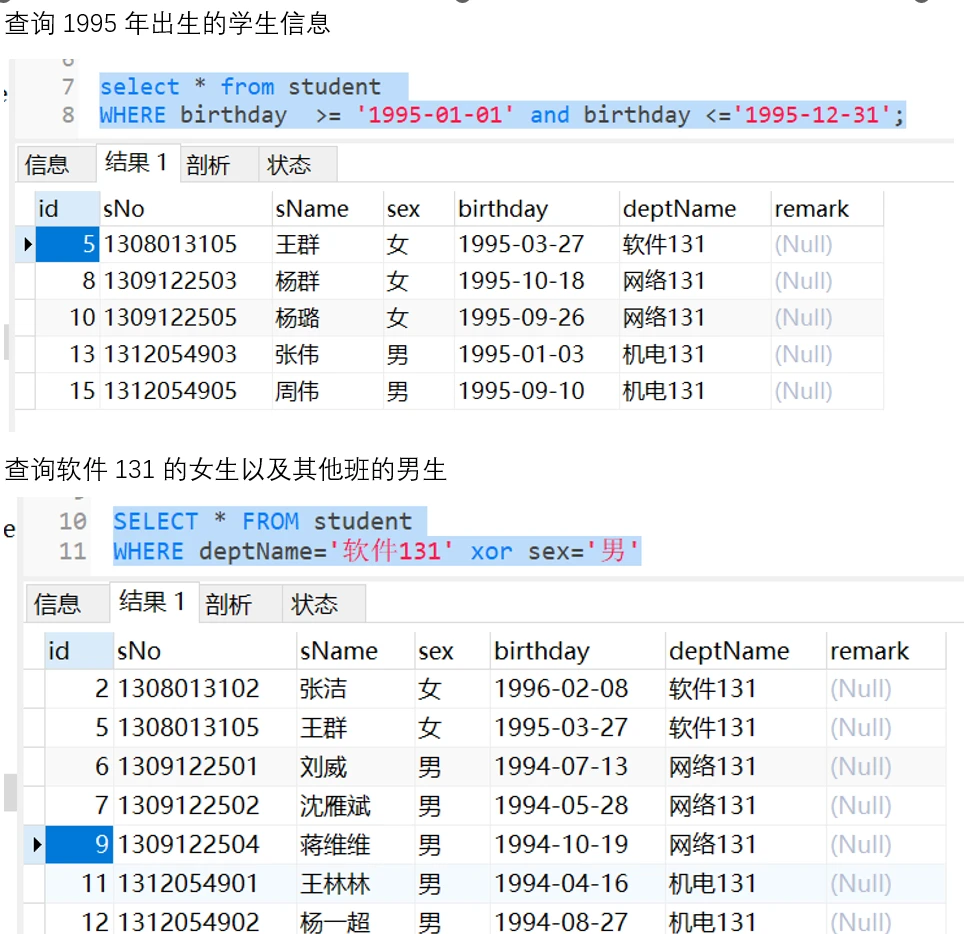 查询 1995 年出生的学生信息
7 select * from student
8 WHERE birthday >= '1995-01-01' and birthday <='1995-12-31';
信息 结果 1 剖析 状态
id sNo sName sex birthday deptName remark
5 1308013105 王群 女 1995-03-27 软件131 (Null)
8 1309122503 杨群 女 1995-10-18 网络131 (Null)
10 1309122505 杨璐 女 1995-09-26 网络131 (Null)
13 1312054903 张伟 男 1995-01-03 机电131 (Null)
15 1312054905 周伟 男 1995-09-10 机电131 (Null)
查询软件 131 的女生以及其他班的男生
e 10 SELECT * FROM student
11 WHERE deptName='软件131' xor sex='男'
信息 结果 1 剖析 状态
id sNo sName sex birthday deptName remark
2 1308013102 张洁 女 1996-02-08 软件131 (Null)
5 1308013105 王群 女 1995-03-27 软件131 (Null)
6 1309122501 刘威 男 1994-07-13 网络131 (Null)
7 1309122502 沈雁斌 男 1994-05-28 网络131 (Null)
9 1309122504 蒋维维 男 1994-10-19 网络131 (Null)
11 1312054901 王林林 男 1994-04-16 机电131 (Null)
12 1312054902 杨一超 男 1994-08-27 机电131 (Null)